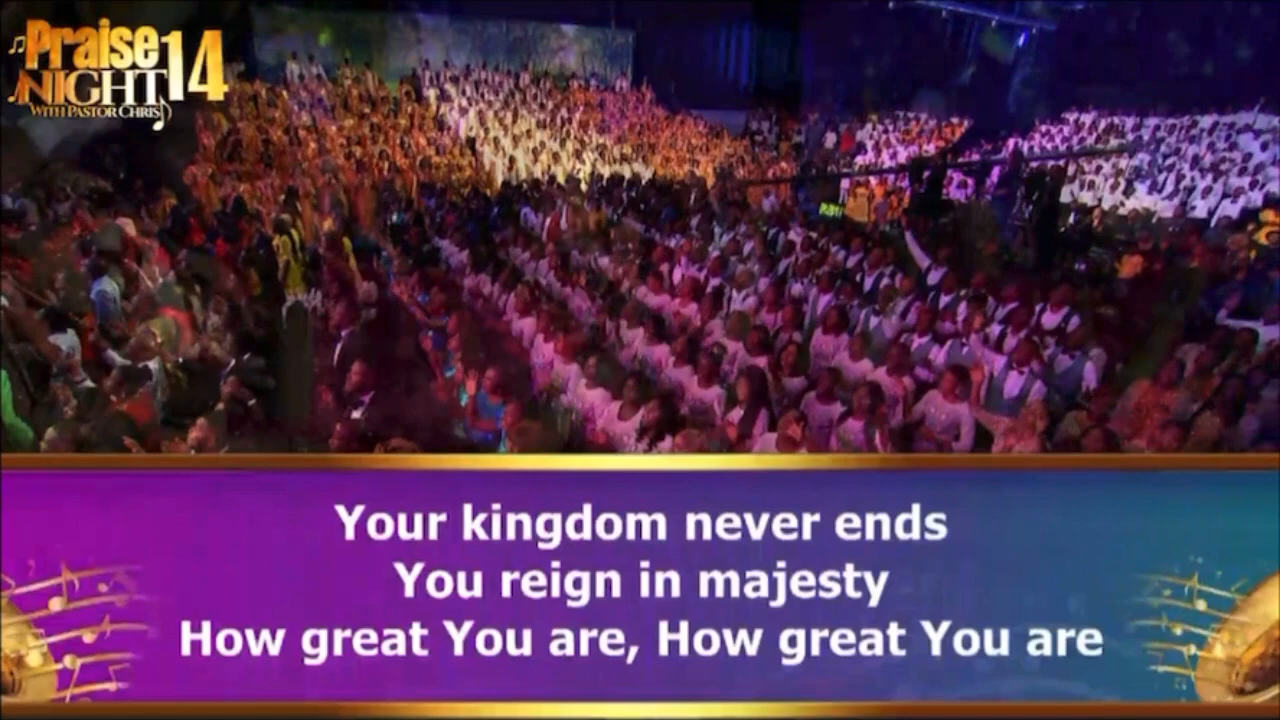 Praise
NIGHT 14
WITH PASTOR CHRIS
Your kingdom never ends
You reign in majesty
How great You are, How great You are